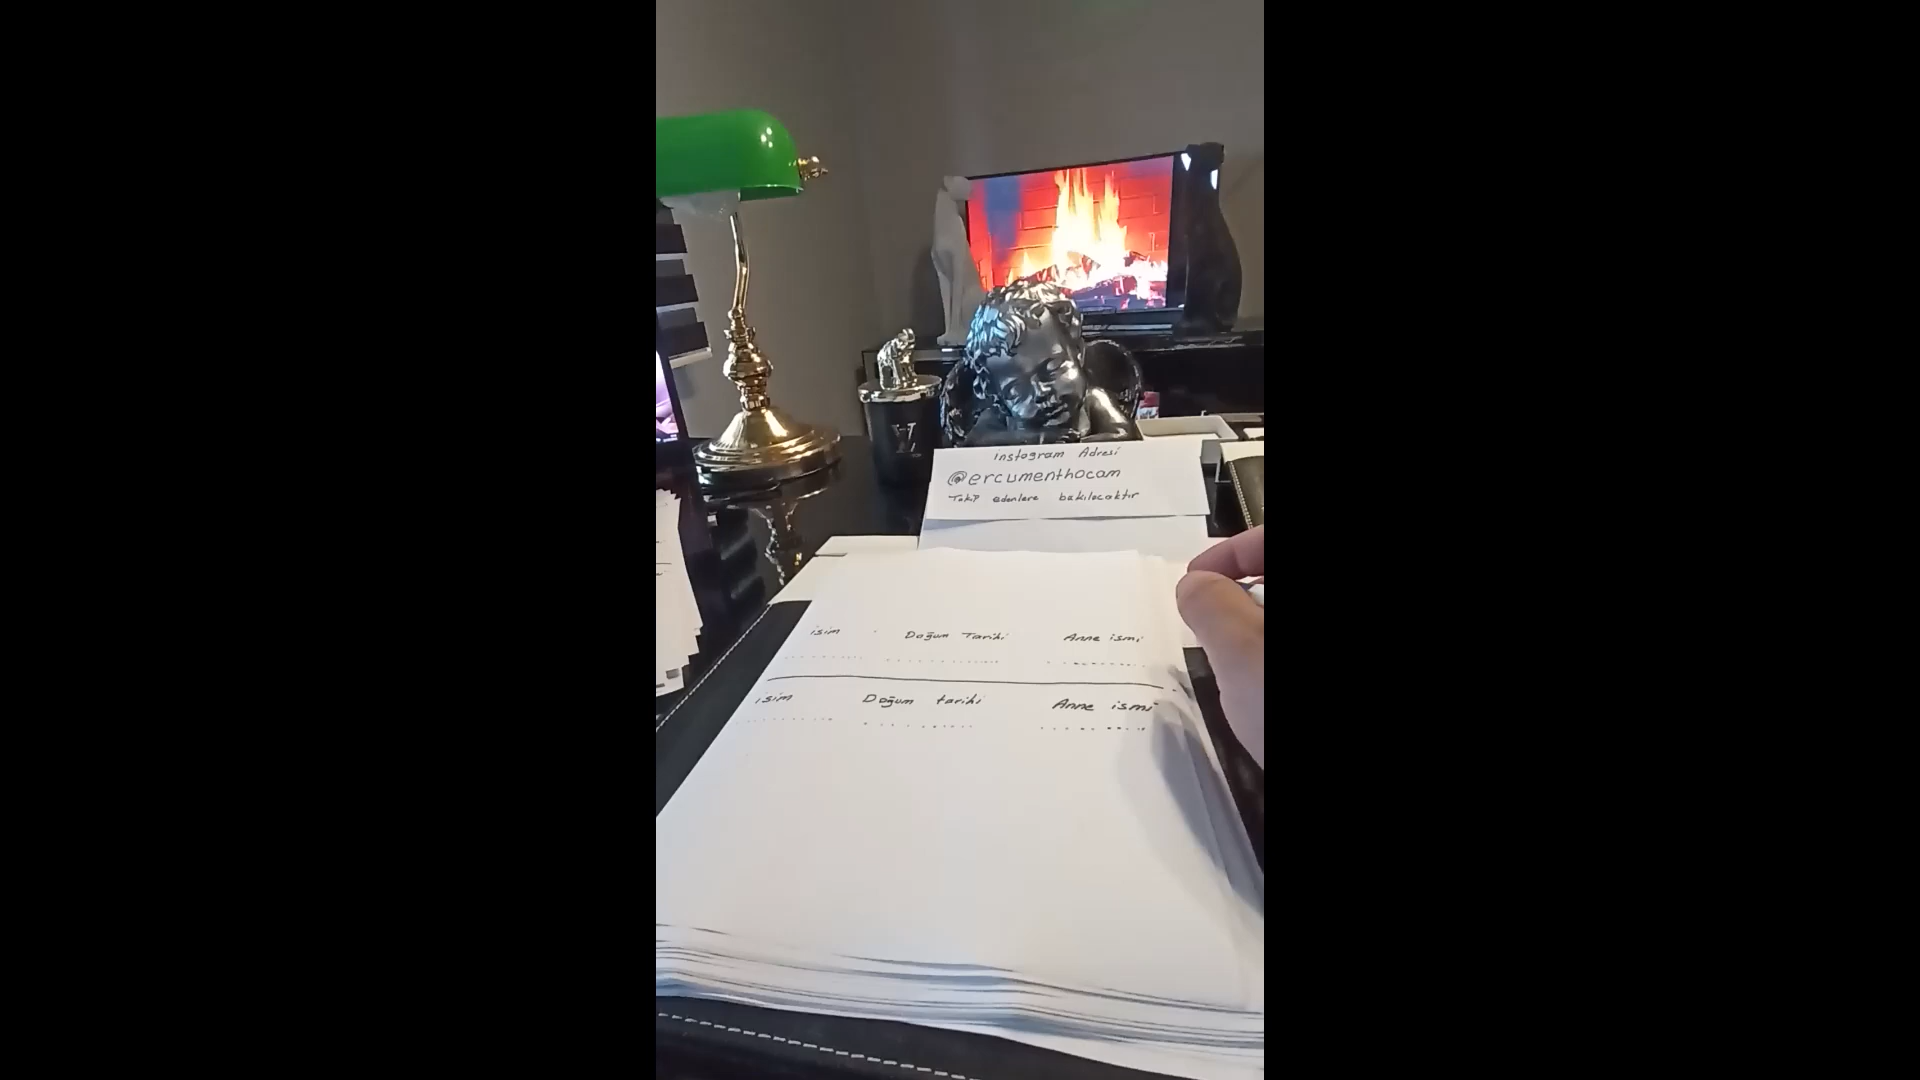 instagram Adresi
@ercumenthocam
Takip edenlere bakılacaktır
isim Doğum Tarihi Anne ismi
isim Doğum tarihi Anne ismi